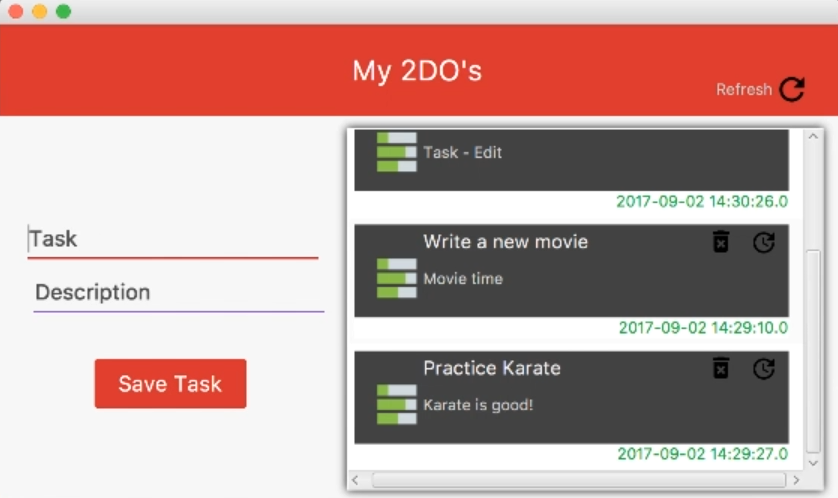 My 2DO's
Refresh
Task
Description
Save Task
Task - Edit
2017-09-02 14:30:26.0
Write a new movie
Movie time
2017-09-02 14:29:10.0
Practice Karate
Karate is good!
2017-09-02 14:29:27.0